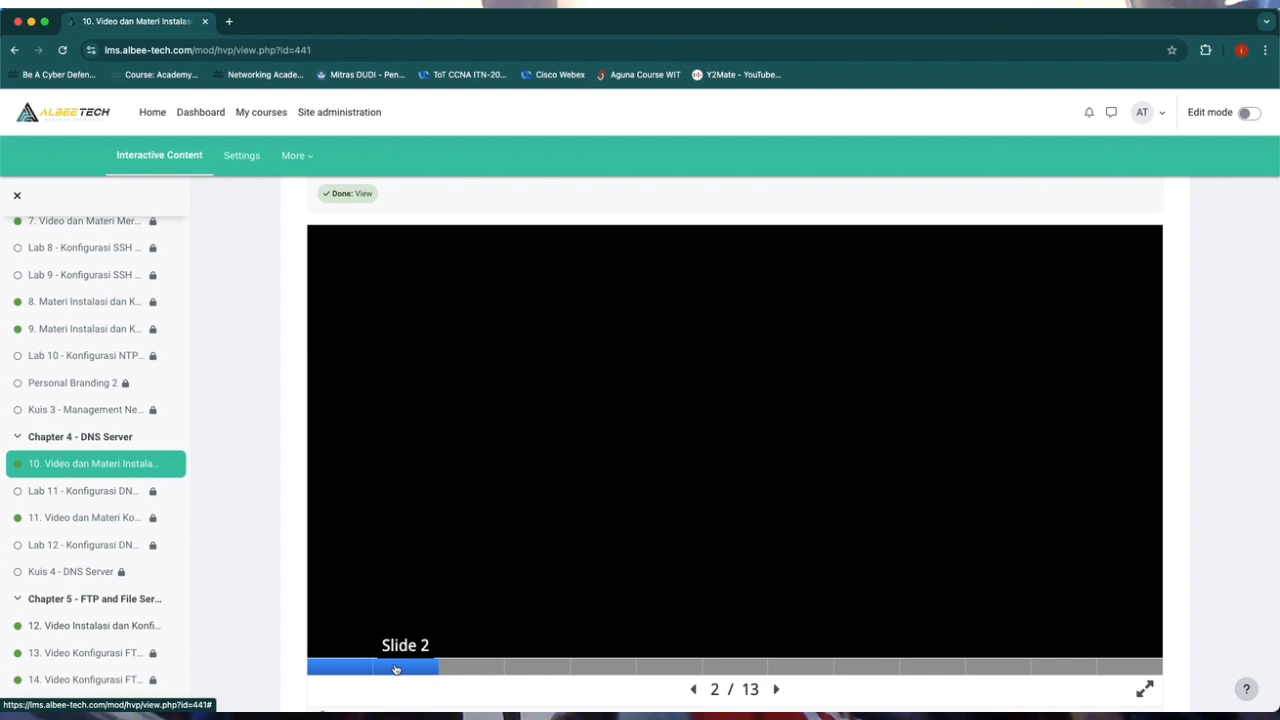 10. Video dan Materi Instalas
lms.albee-tech.com/mod/hvp/view.php?id=441
Be A Cyber Defen...
Course: Academy...
Networking Acade...
Mitras DUDI - Pen...
ToT CCNA ITN-20...
Cisco Webex
Aguna Course WIT
Y2Mate - YouTube...
ALBEETECH
Home
Dashboard
My courses
Site administration
AT
Edit mode
Interactive Content
Settings
More
Done: View
7. Video dan Materi Mer...
Lab 8 - Konfigurasi SSH ...
Lab 9 - Konfigurasi SSH ...
8. Materi Instalasi dan K...
9. Materi Instalasi dan K...
Lab 10 - Konfigurasi NTP...
Personal Branding 2
Kuis 3 - Management Ne...
Chapter 4 - DNS Server
10. Video dan Materi Instala...
Lab 11 - Konfigurasi DN...
11. Video dan Materi Ko...
Lab 12 - Konfigurasi DN...
Kuis 4 - DNS Server
Chapter 5 - FTP and File Ser...
12. Video Instalasi dan Konfi...
13. Video Konfigurasi FT...
14. Video Konfigurasi FT...
Slide 2
2 / 13
?
https://lms.albee-tech.com/mod/hvp/view.php?id=441#